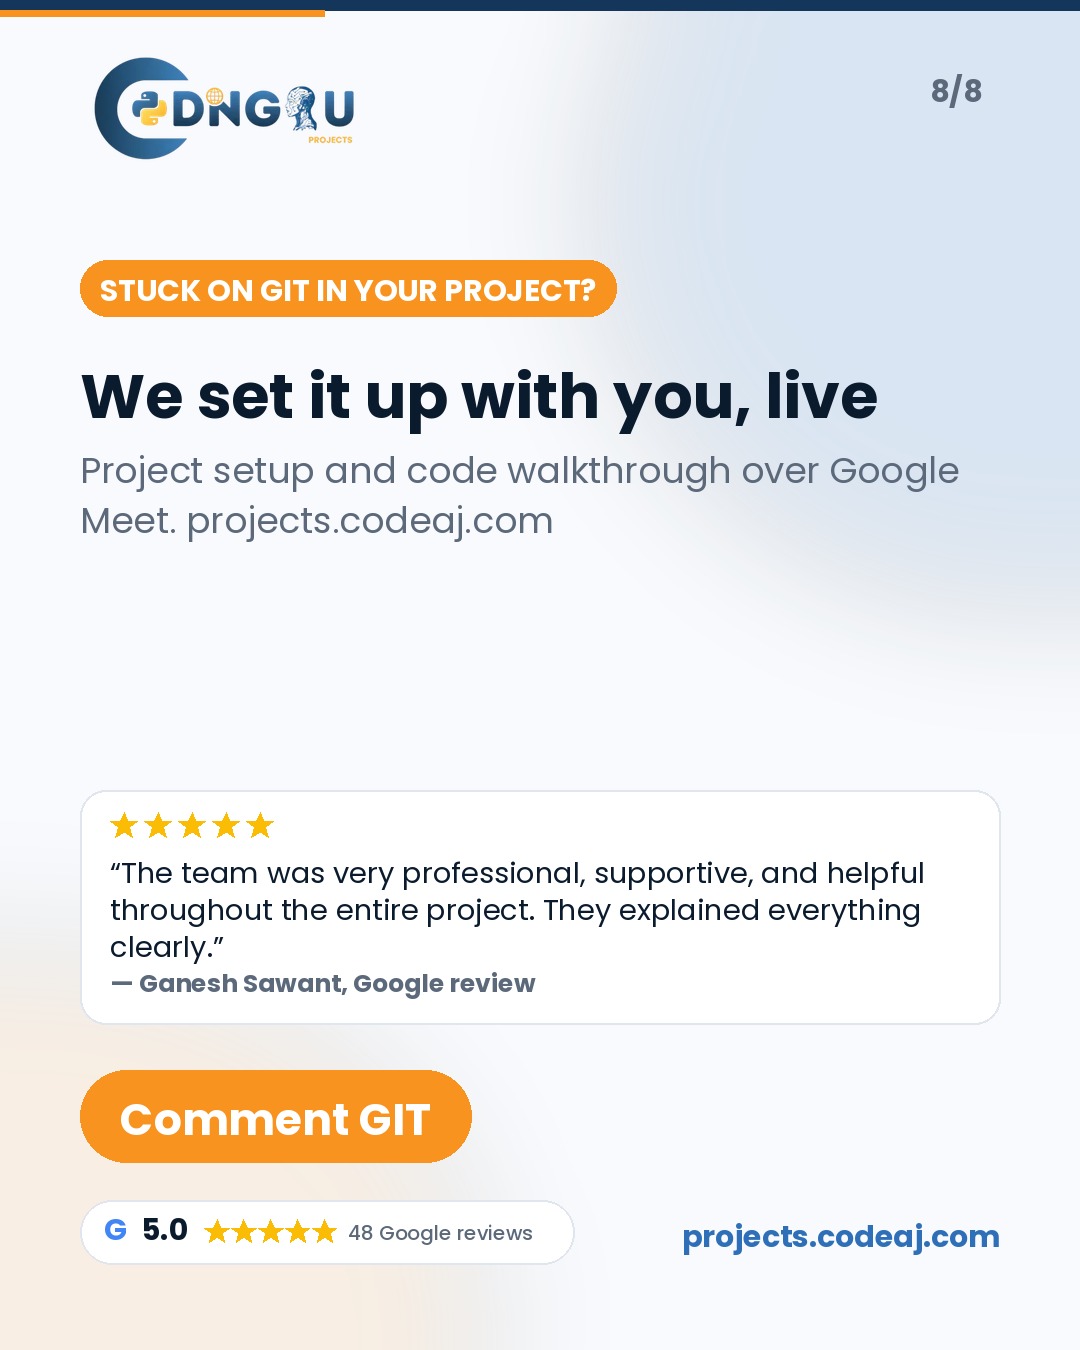 CDNG U
PROJECTS
8/8
STUCK ON GIT IN YOUR PROJECT?
We set it up with you, live
Project setup and code walkthrough over Google
Meet. projects.codeaj.com
“The team was very professional, supportive, and helpful
throughout the entire project. They explained everything
clearly.”
— Ganesh Sawant, Google review
Comment GIT
G 5.0 48 Google reviews
projects.codeaj.com